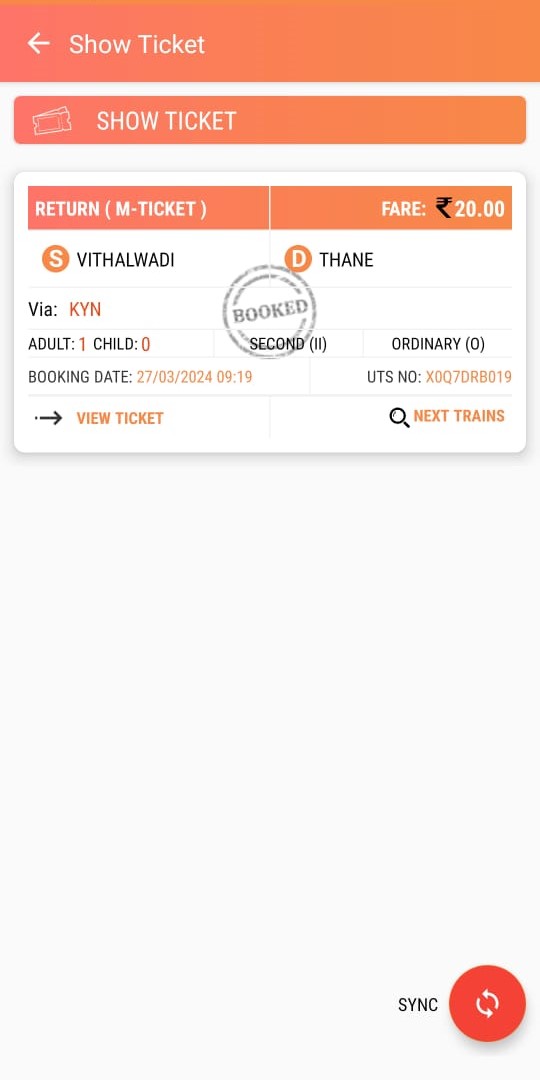 Show Ticket
SHOW TICKET
RETURN ( M-TICKET ) FARE: ₹20.00
S VITHALWADI D THANE
Via: KYN
BOOKED
ADULT: 1 CHILD: 0 SECOND (II) ORDINARY (O)
BOOKING DATE: 27/03/2024 09:19 UTS NO: X0Q7DRB019
VIEW TICKET NEXT TRAINS
SYNC